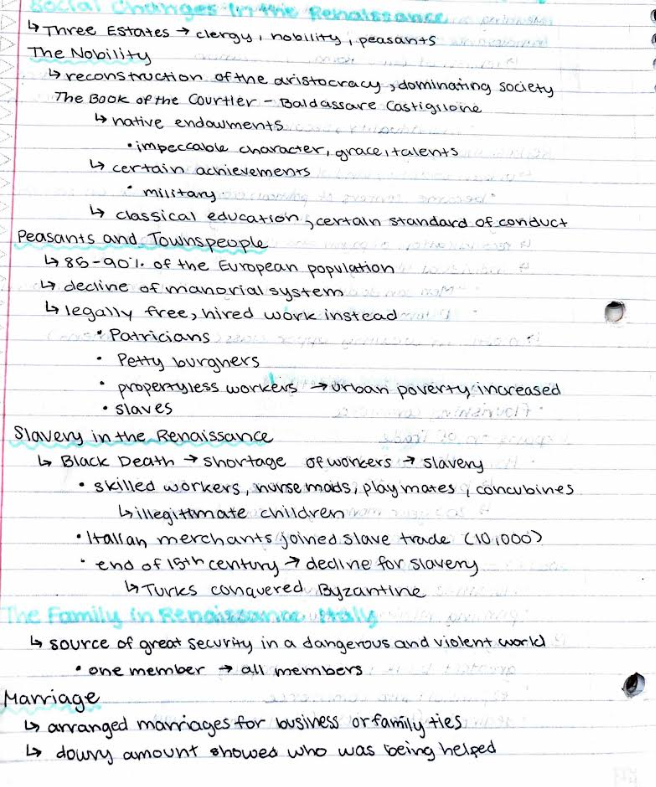 Social Changes in the Renaissance
↳ Three Estates → clergy, nobility, peasants
The Nobility
↳ reconstruction of the aristocracy, dominating society
The Book of the Courtier - Baldassare Castiglione
↳ native endowments
• impeccable character, grace, talents
↳ certain achievements
• military
↳ classical education, certain standard of conduct
Peasants and Townspeople
↳ 85-90% of the European population
↳ decline of manorial system
↳ legally free, hired work instead
• Patricians
• Petty burghers
• propertyless workers → urban poverty increased
• slaves
Slavery in the Renaissance
↳ Black Death → shortage of workers → slavery
• skilled workers, nurse maids, playmates, concubines
↳ illegitimate children
• Italian merchants joined slave trade (10,000)
• end of 15th century → decline for slavery
↳ Turks conquered Byzantine
The Family in Renaissance Italy
↳ source of great security in a dangerous and violent world
• one member → all members
Marriage
↳ arranged marriages for business or family ties
↳ dowry amount showed who was being helped